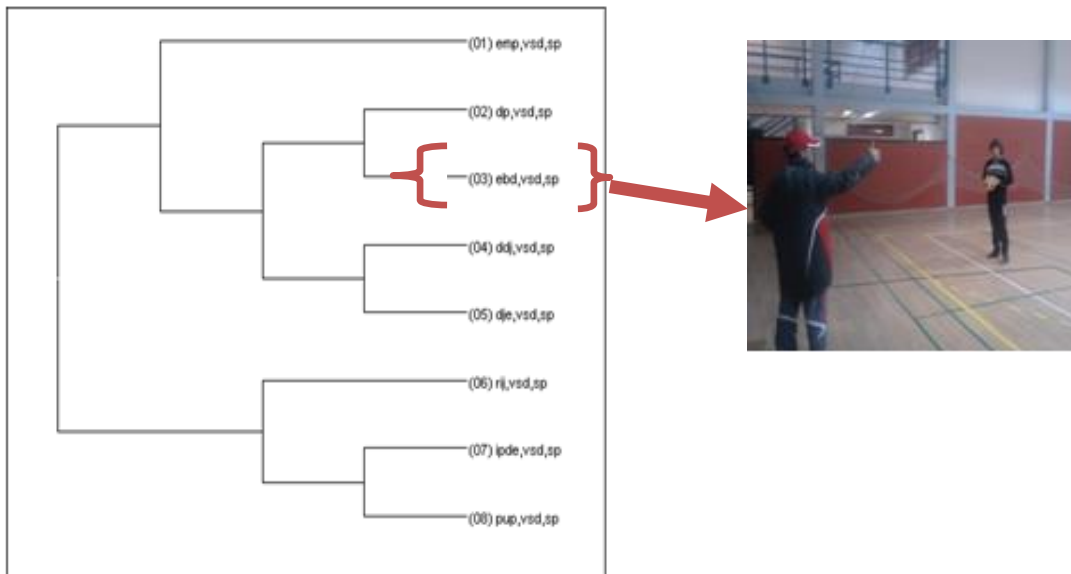 (01) emp,vsd,sp
(02) dp,vsd,sp
(03) ebd,vsd,sp
(04) ddj,vsd,sp
(05) dje,vsd,sp
(06) rij,vsd,sp
(07) ipde,vsd,sp
(08) pup,vsd,sp